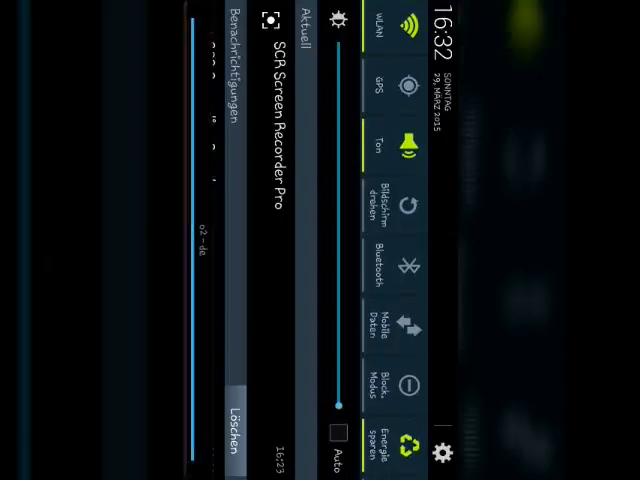 16:32
SONNTAG
29. MÄRZ 2015
WLAN
GPS
Ton
Bildschirm
drehen
Bluetooth
Mobile
Daten
Block.
Modus
Energie
sparen
Auto
Aktuell
SCR Screen Recorder Pro
16:23
Benachrichtigungen
Löschen
o2 - de